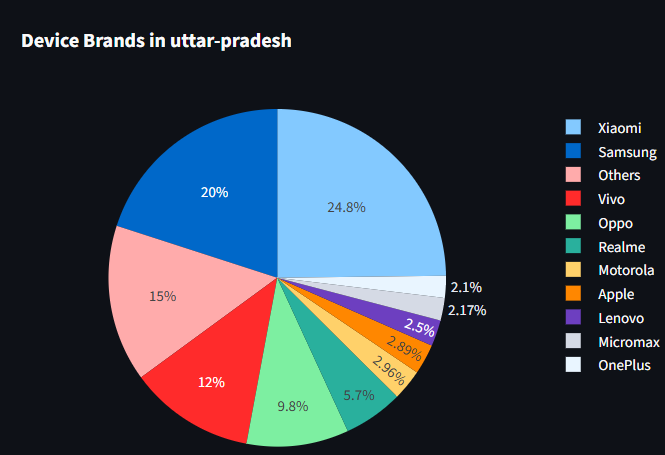 Device Brands in uttar-pradesh
24.8%
20%
15%
12%
9.8%
5.7%
2.96%
2.89%
2.5%
2.17%
2.1%
Xiaomi
Samsung
Others
Vivo
Oppo
Realme
Motorola
Apple
Lenovo
Micromax
OnePlus